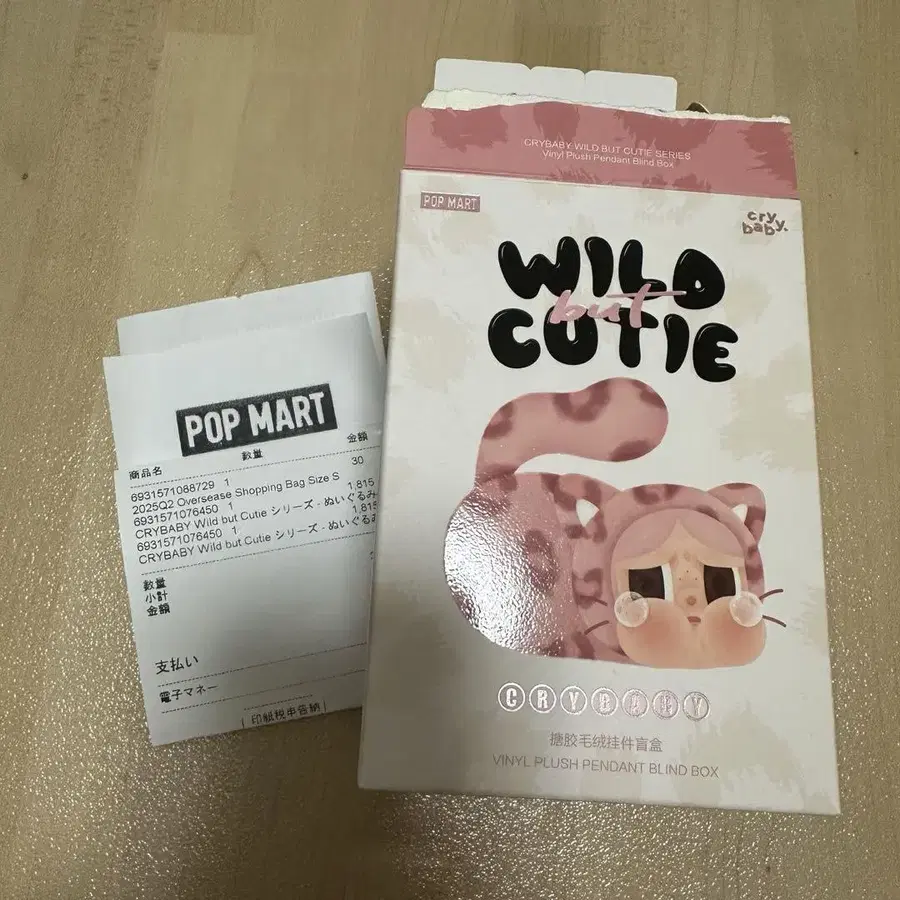 POP MART
商品名
数量
金額
6931571088729 1
30
2025Q2 Oversease Shopping Bag Size S
6931571076450 1
1,815
CRYBABY Wild but Cutie シリーズ - ぬいぐるみ
6931571076450 1
1,815
CRYBABY Wild but Cutie シリーズ - ぬいぐるみ
数量
小計
金額
支払い
電子マネー
印紙税申告納
CRYBABY WILD BUT CUTIE SERIES
Vinyl Plush Pendant Blind Box
POP MART
cry
baby.
WILD
but
CUTIE
CRYBABY
搪胶毛绒挂件盲盒
VINYL PLUSH PENDANT BLIND BOX